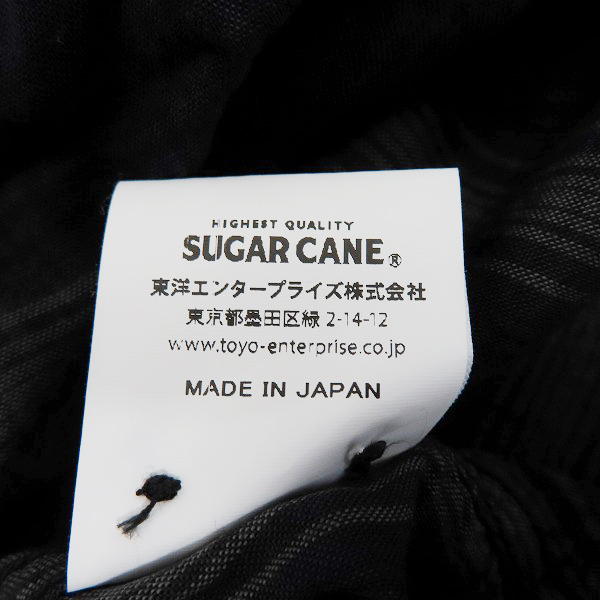 HIGHEST QUALITY
SUGAR CANE®
東洋エンタープライズ株式会社
東京都墨田区緑 2-14-12
www.toyo-enterprise.co.jp
MADE IN JAPAN